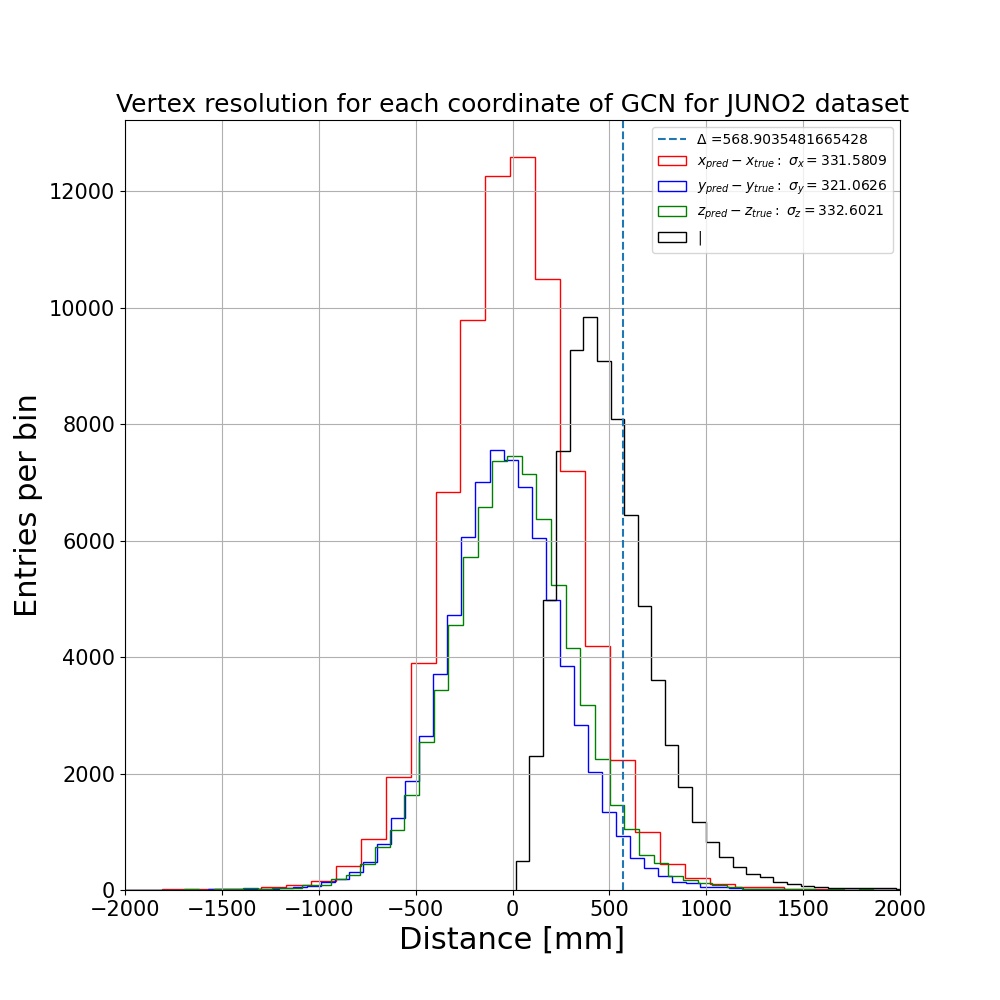 Vertex resolution for each coordinate of GCN for JUNO2 dataset
Δ =568.9035481665428
x_pred − x_true : σ_x = 331.5809
y_pred − y_true : σ_y = 321.0626
z_pred − z_true : σ_z = 332.6021
|
Entries per bin
12000
10000
8000
6000
4000
2000
0
−2000 −1500 −1000 −500 0 500 1000 1500 2000
Distance [mm]